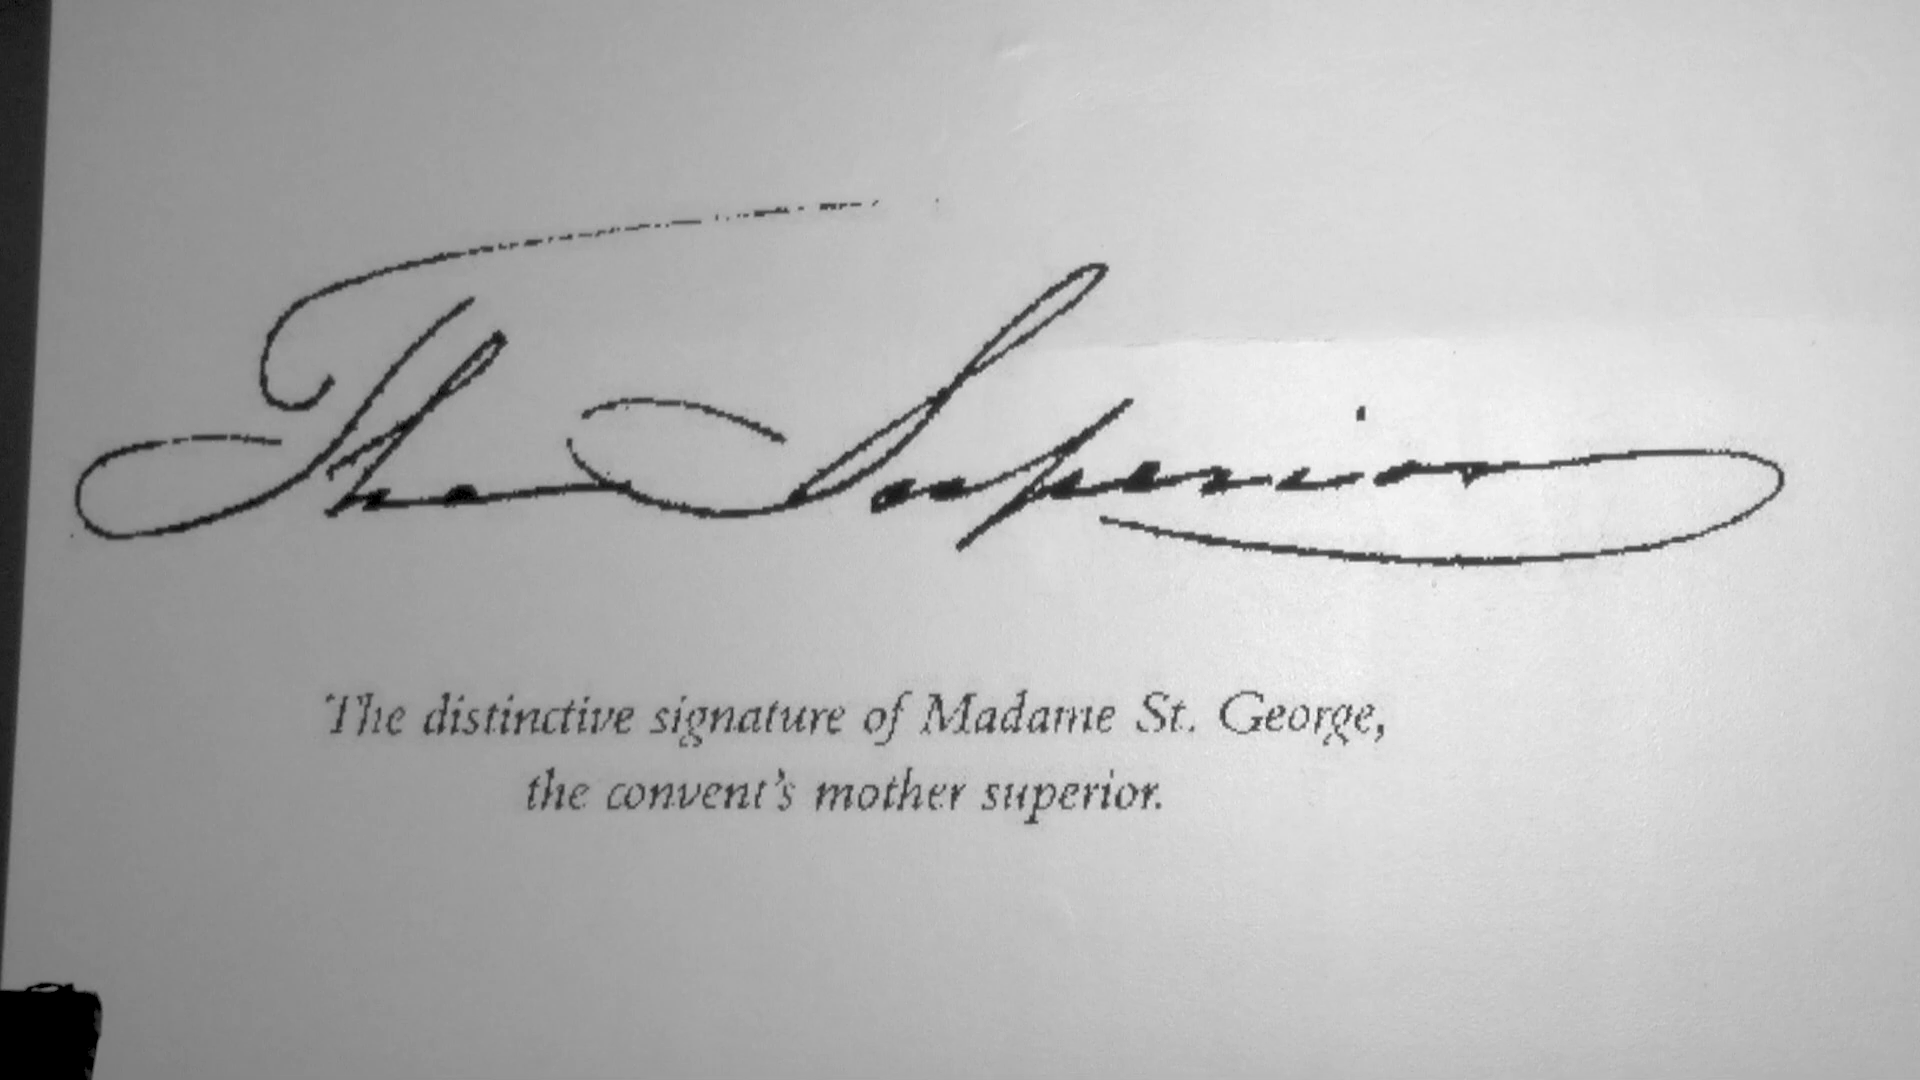 The Superior
The distinctive signature of Madame St. George,
the convent's mother superior.